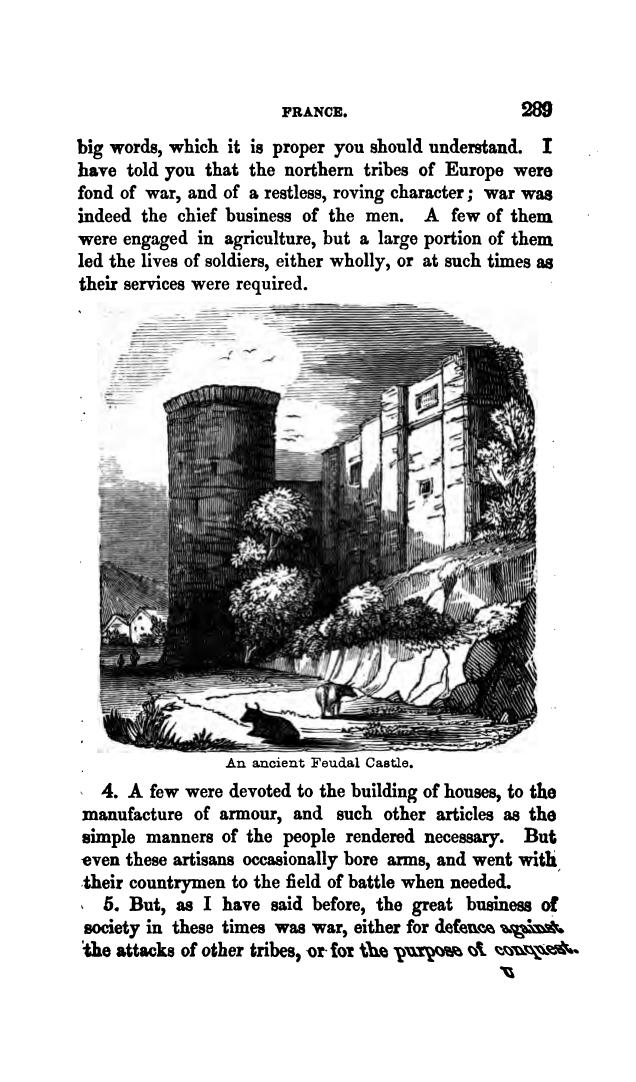 FRANCE. 289
big words, which it is proper you should understand. I
have told you that the northern tribes of Europe were
fond of war, and of a restless, roving character; war was
indeed the chief business of the men. A few of them
were engaged in agriculture, but a large portion of them
led the lives of soldiers, either wholly, or at such times as
their services were required.
An ancient Feudal Castle.
4. A few were devoted to the building of houses, to the
manufacture of armour, and such other articles as the
simple manners of the people rendered necessary. But
even these artisans occasionally bore arms, and went with
their countrymen to the field of battle when needed.
5. But, as I have said before, the great business of
society in these times was war, either for defence against
the attacks of other tribes, or for the purpose of conquest.
U